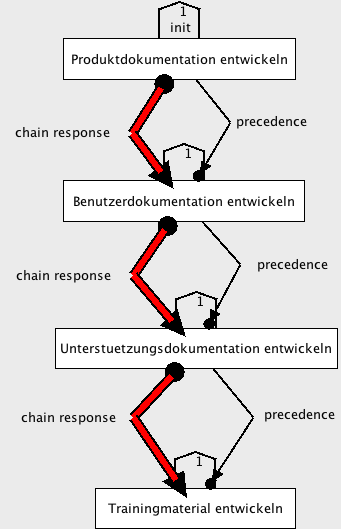 1
init
Produktdokumentation entwickeln
precedence
chain response
1
Benutzerdokumentation entwickeln
precedence
chain response
1
Unterstuetzungsdokumentation entwickeln
precedence
chain response
1
Trainingmaterial entwickeln